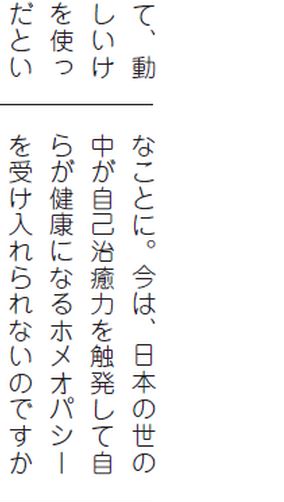 て、動
しいけ
を使っ
だとい
なことに。今は、日本の世の
中が自己治癒力を触発して自
らが健康になるホメオパシー
を受け入れられないのですか